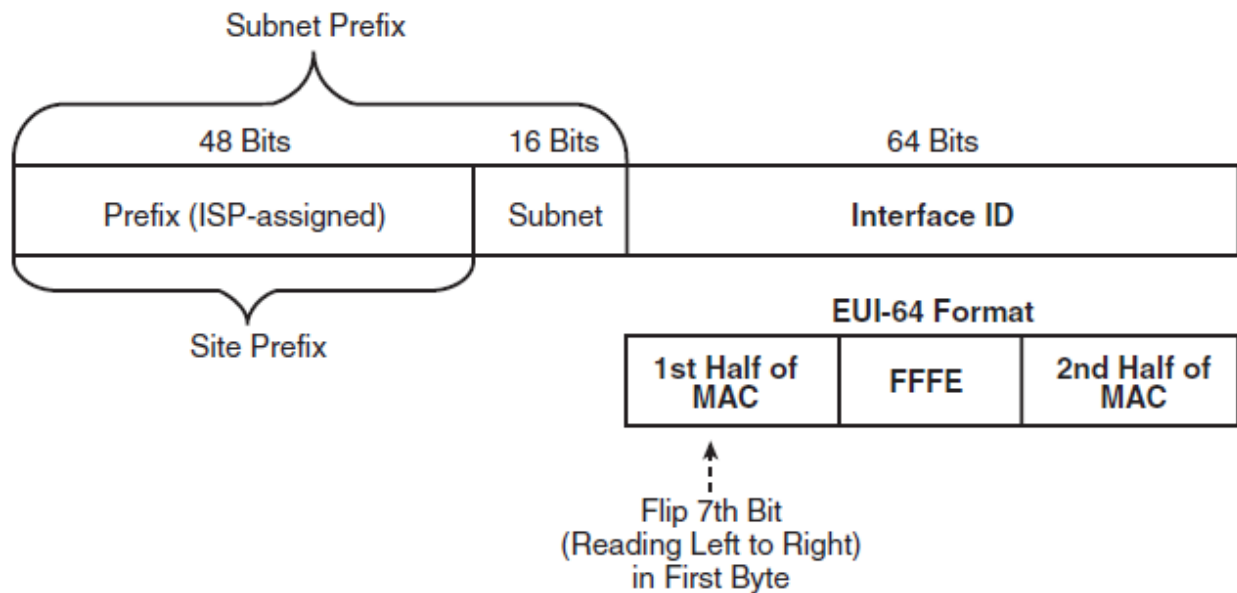 Subnet Prefix
48 Bits
16 Bits
64 Bits
Prefix (ISP-assigned)
Subnet
Interface ID
Site Prefix
EUI-64 Format
1st Half of
MAC
FFFE
2nd Half of
MAC
Flip 7th Bit
(Reading Left to Right)
in First Byte